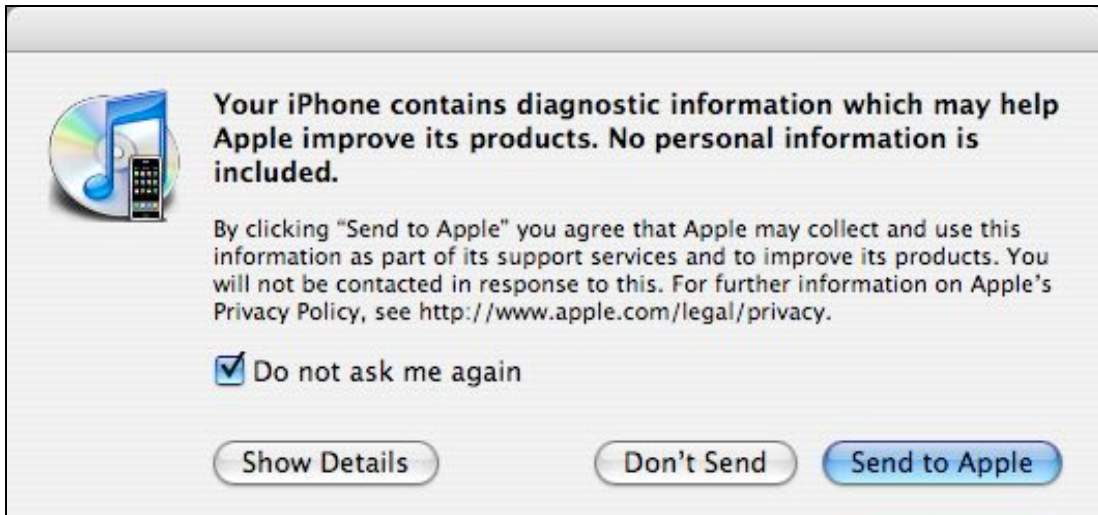 Your iPhone contains diagnostic information which may help
Apple improve its products. No personal information is
included.
By clicking “Send to Apple” you agree that Apple may collect and use this
information as part of its support services and to improve its products. You
will not be contacted in response to this. For further information on Apple’s
Privacy Policy, see http://www.apple.com/legal/privacy.
Do not ask me again
Show Details Don't Send Send to Apple